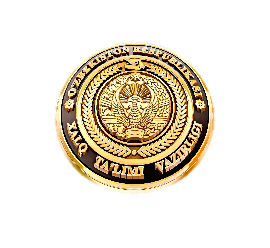 O'ZBEKISTON RESPUBLIKASI
XALQ TA'LIMI VAZIRLIGI